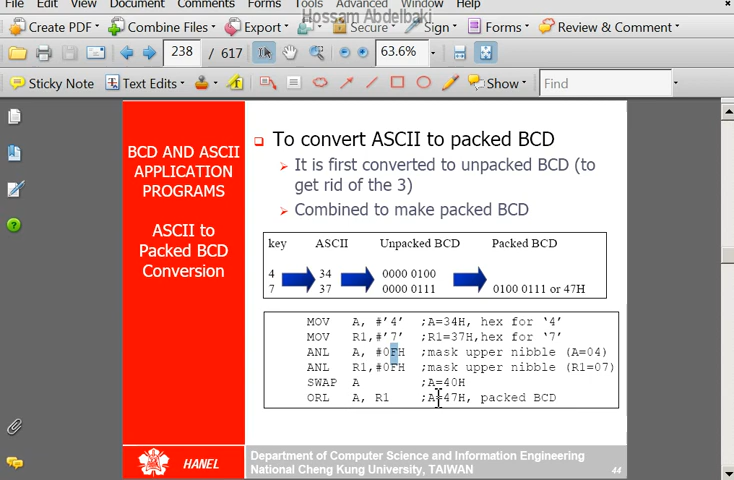 File Edit View Document Comments Forms Tools Advanced Window Help
Hossam Abdelbaki
Create PDF Combine Files Export Secure Sign Forms Review & Comment
238 / 617 63.6%
Sticky Note Text Edits Show Find
BCD AND ASCII
APPLICATION
PROGRAMS
ASCII to
Packed BCD
Conversion
To convert ASCII to packed BCD
It is first converted to unpacked BCD (to
get rid of the 3)
Combined to make packed BCD
key ASCII Unpacked BCD Packed BCD
4 34 0000 0100
7 37 0000 0111 0100 0111 or 47H
MOV A, #'4' ;A=34H, hex for '4'
MOV R1,#'7' ;R1=37H,hex for '7'
ANL A, #0FH ;mask upper nibble (A=04)
ANL R1,#0FH ;mask upper nibble (R1=07)
SWAP A ;A=40H
ORL A, R1 ;A=47H, packed BCD
HANEL
Department of Computer Science and Information Engineering
National Cheng Kung University, TAIWAN 44